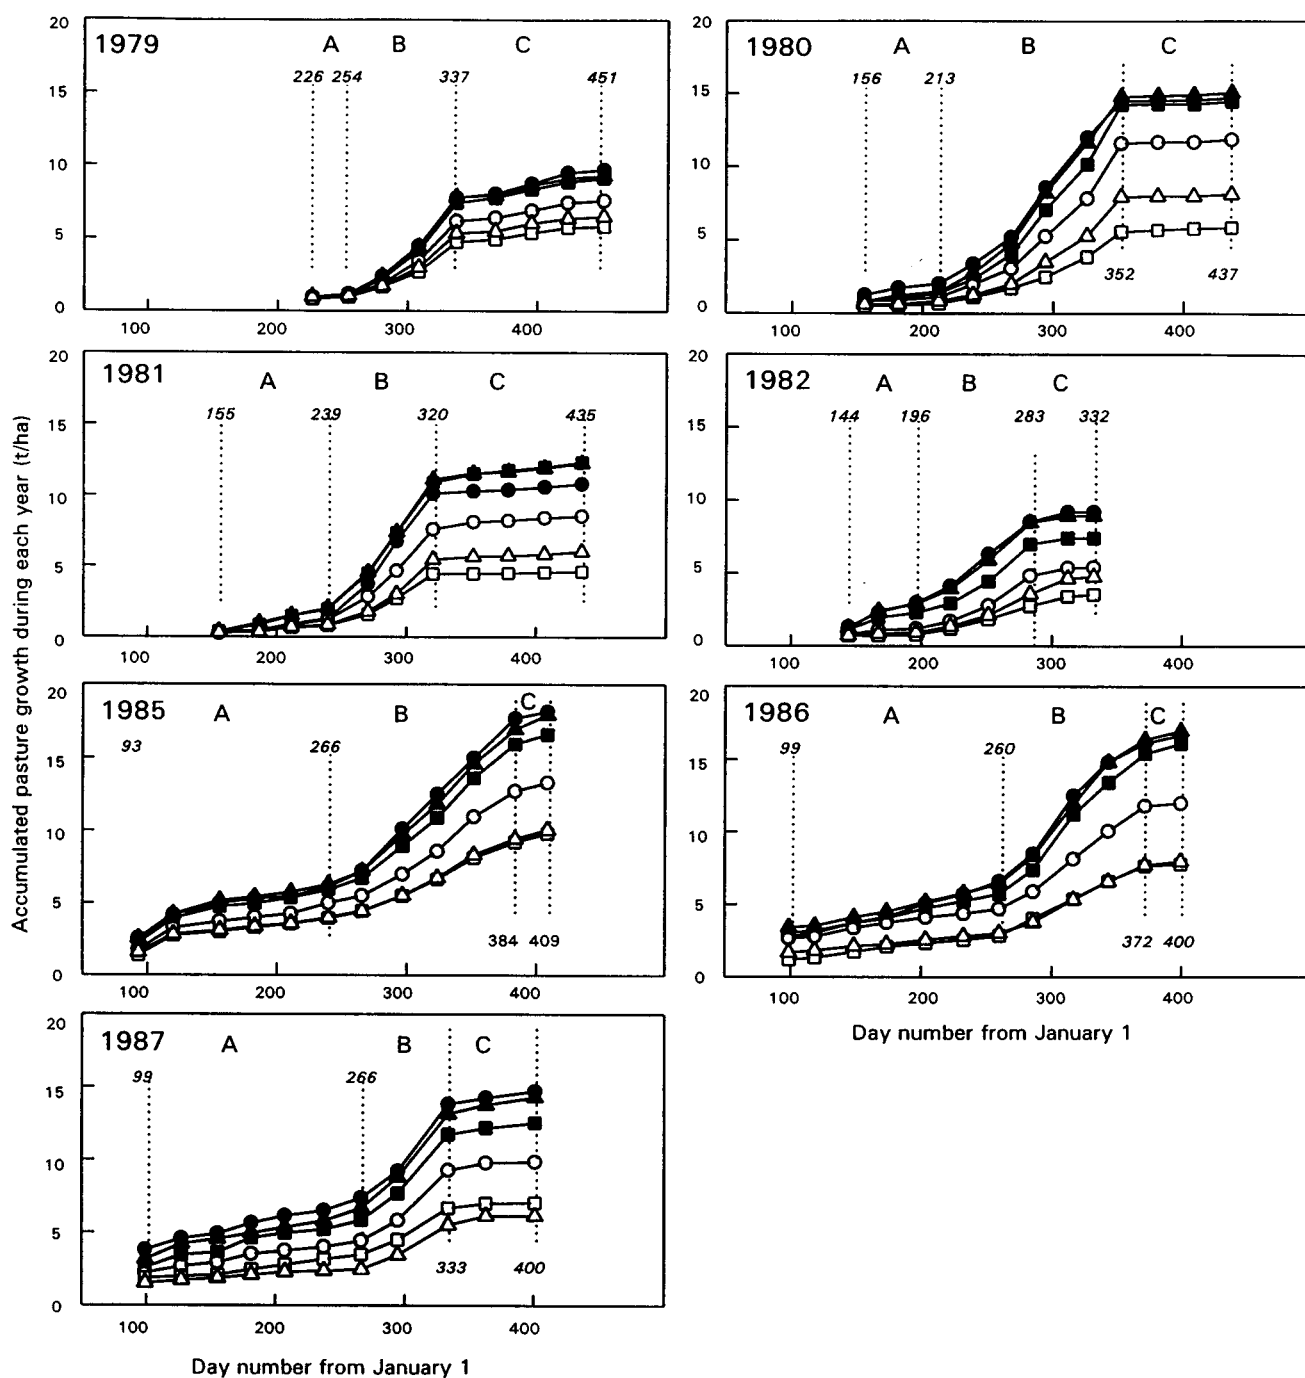 Accumulated pasture growth during each year (t/ha)
1979 A B C
226 254 337 451
20
15
10
5
0
100 200 300 400
1980 A B C
156 213
352 437
20
15
10
5
0
100 200 300 400
1981 A B C
155 239 320 435
20
15
10
5
0
100 200 300 400
1982 A B C
144 196 283 332
20
15
10
5
0
100 200 300 400
1985 A B C
93 266
384 409
20
15
10
5
0
100 200 300 400
1986 A B C
99 260
372 400
20
15
10
5
0
100 200 300 400
Day number from January 1
1987 A B C
99 266
333 400
20
15
10
5
0
100 200 300 400
Day number from January 1